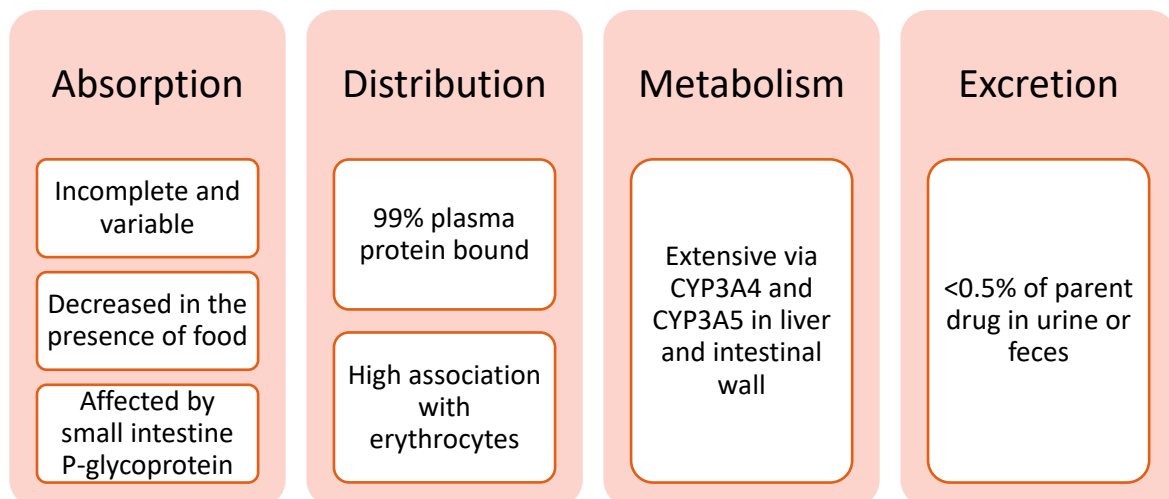 Absorption
Incomplete and
variable
Decreased in the
presence of food
Affected by
small intestine
P-glycoprotein
Distribution
99% plasma
protein bound
High association
with
erythrocytes
Metabolism
Extensive via
CYP3A4 and
CYP3A5 in liver
and intestinal
wall
Excretion
<0.5% of parent
drug in urine or
feces